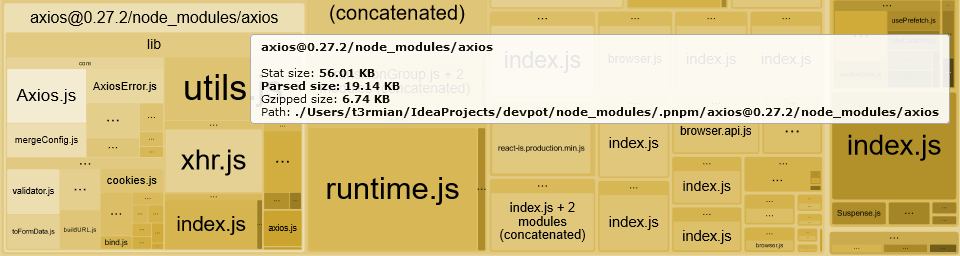 axios@0.27.2/node_modules/axios
lib
com
Axios.js
AxiosError.js
...
mergeConfig.js
...
validator.js
...
cookies.js
toFormData.js
buildURL.js
bind.js
utils.js
xhr.js
...
index.js
axios.js
(concatenated)
runtime.js
...
axios@0.27.2/node_modules/axios
Stat size: 56.01 KB
Parsed size: 19.14 KB
Gzipped size: 6.74 KB
Path: ./Users/t3rmian/IdeaProjects/devpot/node_modules/.pnpm/axios@0.27.2/node_modules/axios
index.js
browser.js
index.js
react-is.production.min.js
index.js
browser.api.js
index.js + 2
modules
(concatenated)
index.js
index.js
index.js
browser.js
usePrefetch.js
index.js
Suspense.js
...